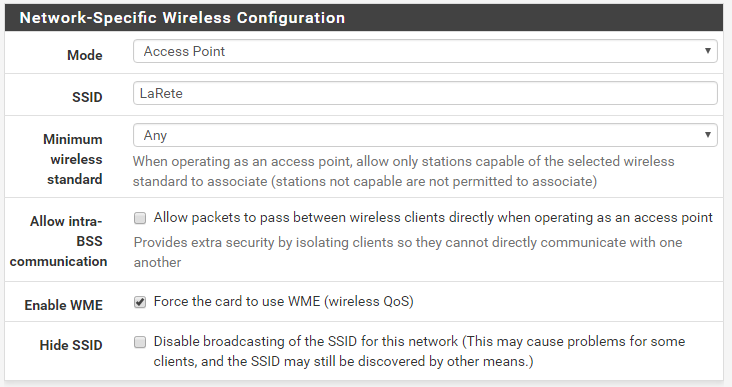 Network-Specific Wireless Configuration
Mode
Access Point
SSID
LaRete
Minimum
wireless
standard
Any
When operating as an access point, allow only stations capable of the selected wireless
standard to associate (stations not capable are not permitted to associate)
Allow intra-
BSS
communication
Allow packets to pass between wireless clients directly when operating as an access point
Provides extra security by isolating clients so they cannot directly communicate with one
another
Enable WME
Force the card to use WME (wireless QoS)
Hide SSID
Disable broadcasting of the SSID for this network (This may cause problems for some
clients, and the SSID may still be discovered by other means.)